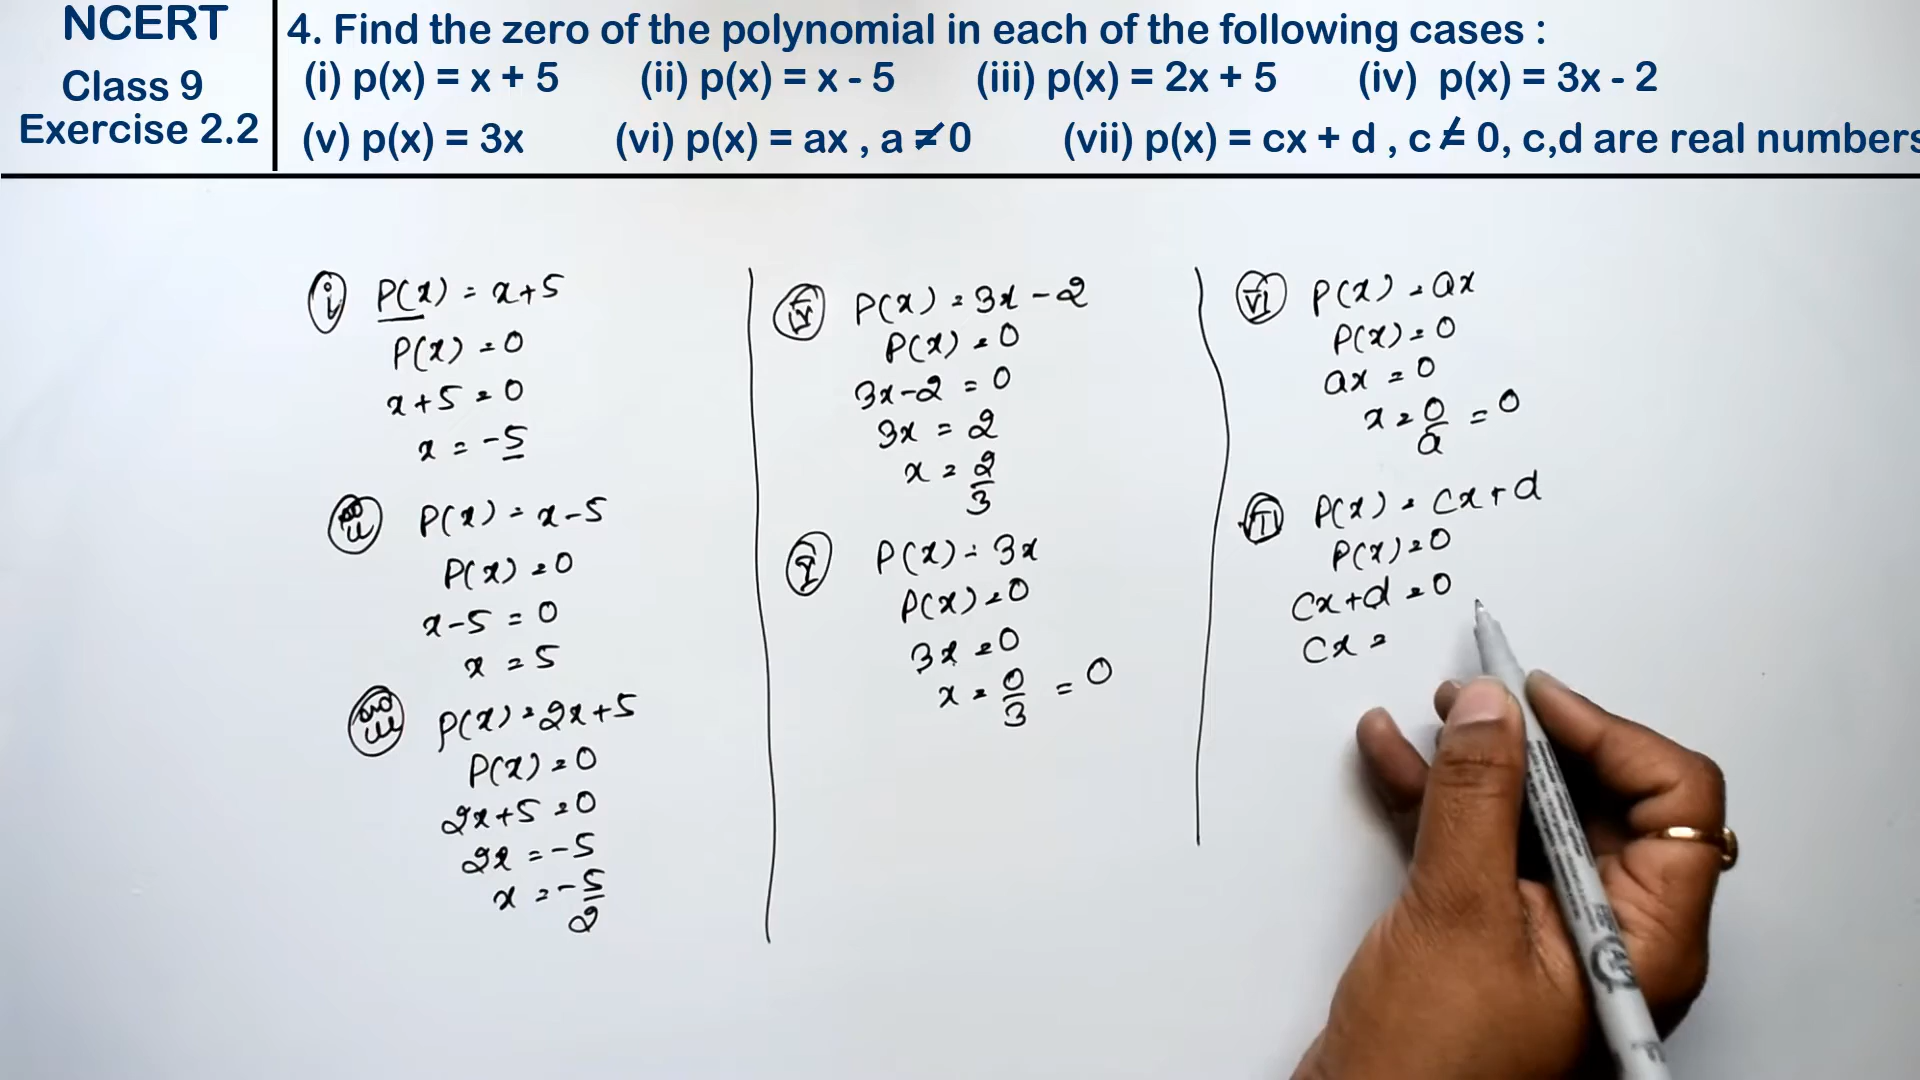 NCERT
Class 9
Exercise 2.2
4. Find the zero of the polynomial in each of the following cases :
(i) p(x) = x + 5 (ii) p(x) = x - 5 (iii) p(x) = 2x + 5 (iv) p(x) = 3x - 2
(v) p(x) = 3x (vi) p(x) = ax , a ≠ 0 (vii) p(x) = cx + d , c ≠ 0, c,d are real numbers
(i) P(x) = x+5
P(x) = 0
x+5 = 0
x = -5
(ii) P(x) = x-5
P(x) = 0
x-5 = 0
x = 5
(iii) P(x) = 2x+5
P(x) = 0
2x+5 = 0
2x = -5
x = -5/2
(iv) P(x) = 3x-2
P(x) = 0
3x-2 = 0
3x = 2
x = 2/3
(v) P(x) = 3x
P(x) = 0
3x = 0
x = 0/3 = 0
(vi) P(x) = ax
P(x) = 0
ax = 0
x = 0/a = 0
(vii) P(x) = cx+d
P(x) = 0
cx+d = 0
cx =